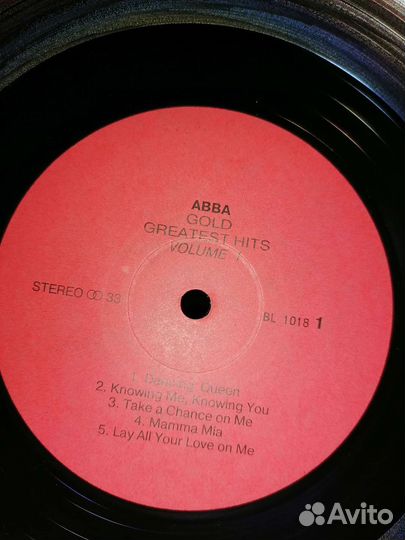 ABBA
GOLD
GREATEST HITS
VOLUME 1
STEREO 33
BL 1018 1
1. Dancing Queen
2. Knowing Me, Knowing You
3. Take a Chance on Me
4. Mamma Mia
5. Lay All Your Love on Me
Avito